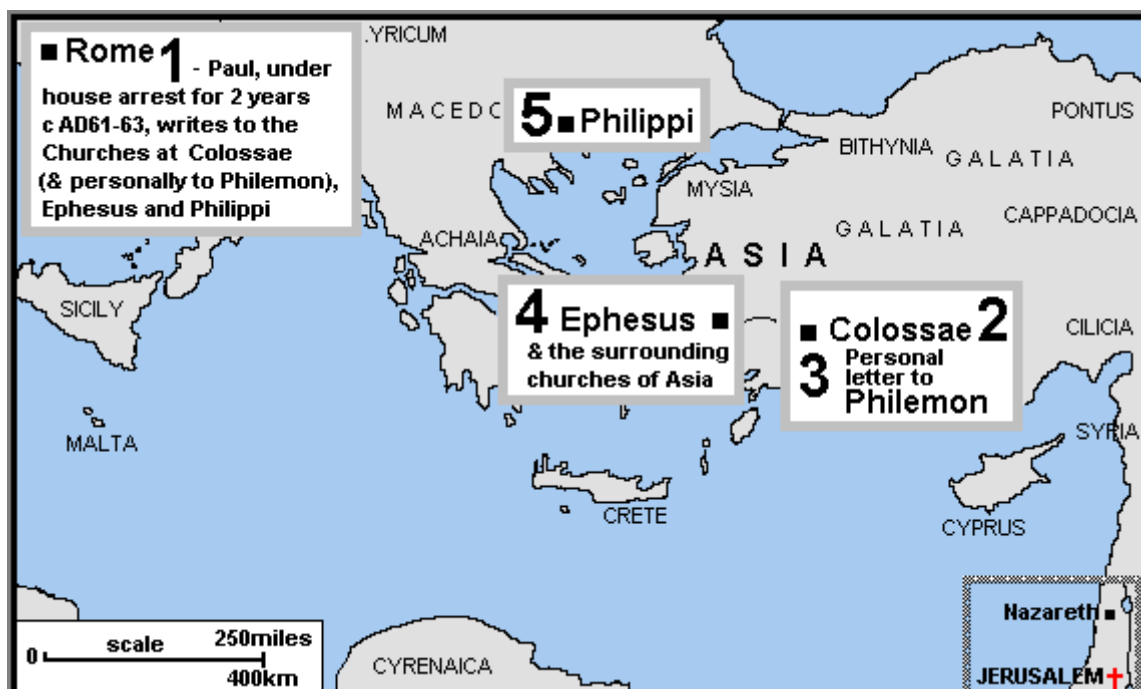 ■ Rome 1 - Paul, under
house arrest for 2 years
c AD61-63, writes to the
Churches at Colossae
(& personally to Philemon),
Ephesus and Philippi
.YRICUM
MACEDO
5 ■ Philippi
PONTUS
BITHYNIA
GALATIA
MYSIA
CAPPADOCIA
GALATIA
ACHAIA
ASIA
SICILY
4 Ephesus ■
& the surrounding
churches of Asia
■ Colossae 2
3 Personal
letter to
Philemon
CILICIA
MALTA
SYRIA
CRETE
CYPRUS
Nazareth ■
scale 250miles
0
400km
CYRENAICA
JERUSALEM